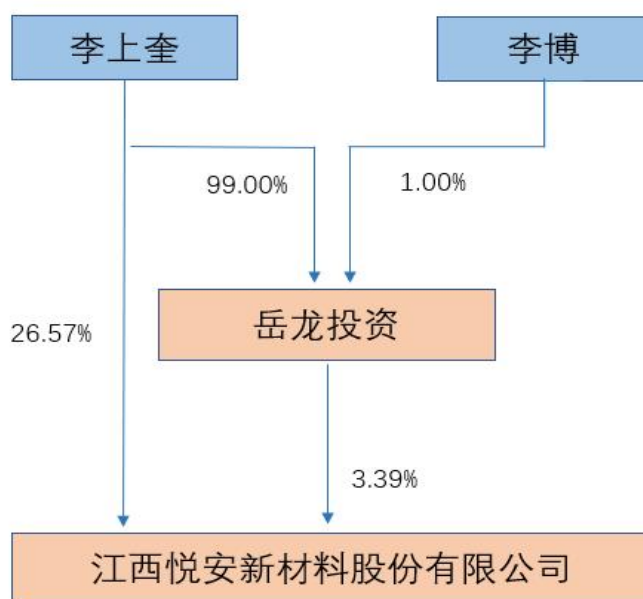 李上奎
李博
99.00%
1.00%
岳龙投资
26.57%
3.39%
江西悦安新材料股份有限公司